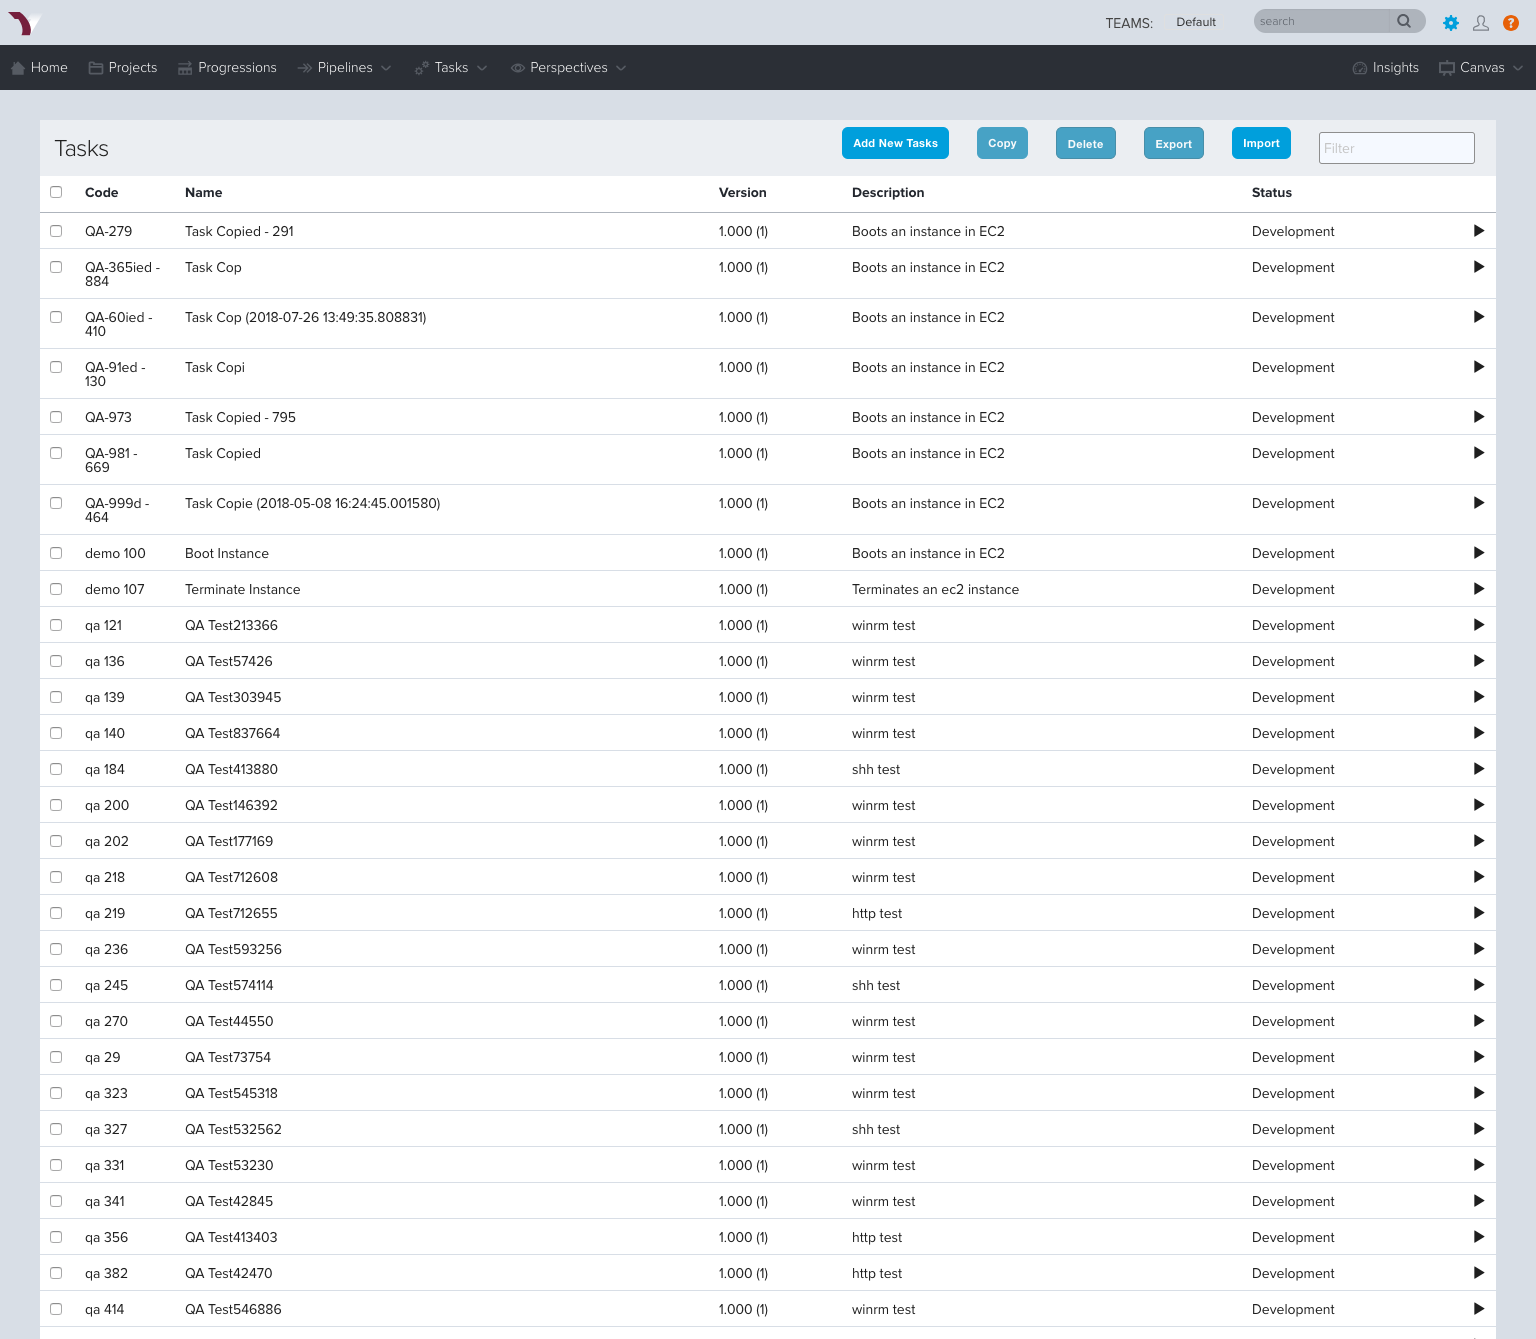 TEAMS: Default search ?
Home Projects Progressions Pipelines Tasks Perspectives Insights Canvas
Tasks Add New Tasks Copy Delete Export Import Filter
Code Name Version Description Status
QA-279 Task Copied - 291 1.000 (1) Boots an instance in EC2 Development
QA-365ied - Task Cop 1.000 (1) Boots an instance in EC2 Development
884
QA-60ied - Task Cop (2018-07-26 13:49:35.808831) 1.000 (1) Boots an instance in EC2 Development
410
QA-91ed - Task Copi 1.000 (1) Boots an instance in EC2 Development
130
QA-973 Task Copied - 795 1.000 (1) Boots an instance in EC2 Development
QA-981 - Task Copied 1.000 (1) Boots an instance in EC2 Development
669
QA-999d - Task Copie (2018-05-08 16:24:45.001580) 1.000 (1) Boots an instance in EC2 Development
464
demo 100 Boot Instance 1.000 (1) Boots an instance in EC2 Development
demo 107 Terminate Instance 1.000 (1) Terminates an ec2 instance Development
qa 121 QA Test213366 1.000 (1) winrm test Development
qa 136 QA Test57426 1.000 (1) winrm test Development
qa 139 QA Test303945 1.000 (1) winrm test Development
qa 140 QA Test837664 1.000 (1) winrm test Development
qa 184 QA Test413880 1.000 (1) shh test Development
qa 200 QA Test146392 1.000 (1) winrm test Development
qa 202 QA Test177169 1.000 (1) winrm test Development
qa 218 QA Test712608 1.000 (1) winrm test Development
qa 219 QA Test712655 1.000 (1) http test Development
qa 236 QA Test593256 1.000 (1) winrm test Development
qa 245 QA Test574114 1.000 (1) shh test Development
qa 270 QA Test44550 1.000 (1) winrm test Development
qa 29 QA Test73754 1.000 (1) winrm test Development
qa 323 QA Test545318 1.000 (1) winrm test Development
qa 327 QA Test532562 1.000 (1) shh test Development
qa 331 QA Test53230 1.000 (1) winrm test Development
qa 341 QA Test42845 1.000 (1) winrm test Development
qa 356 QA Test413403 1.000 (1) http test Development
qa 382 QA Test42470 1.000 (1) http test Development
qa 414 QA Test546886 1.000 (1) winrm test Development